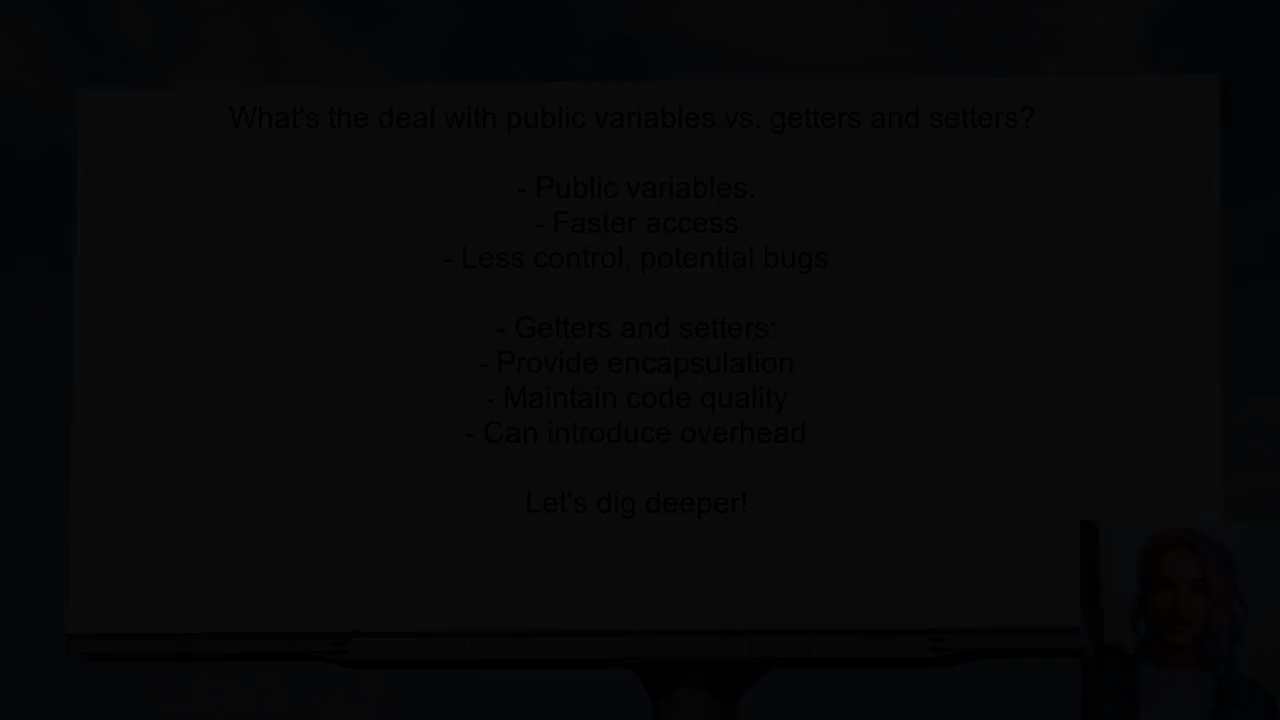 What's the deal with public variables vs. getters and setters?
- Public variables:
- Faster access
- Less control, potential bugs
- Getters and setters:
- Provide encapsulation
- Maintain code quality
- Can introduce overhead
Let's dig deeper!